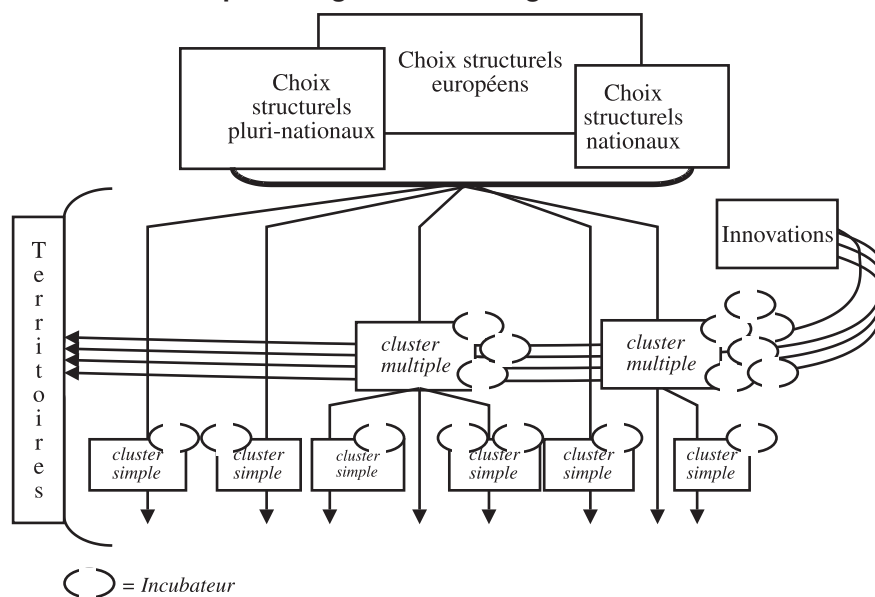 Choix structurels
européens
Choix
structurels
pluri-nationaux
Choix
structurels
nationaux
Innovations
Territoires
cluster
multiple
cluster
multiple
cluster
simple
cluster
simple
cluster
simple
cluster
simple
cluster
simple
cluster
simple
= Incubateur